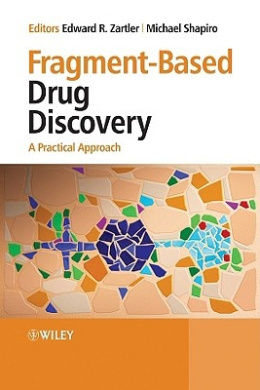 Editors Edward R. Zartler | Michael Shapiro
Fragment-Based
Drug
Discovery
A Practical Approach
WILEY